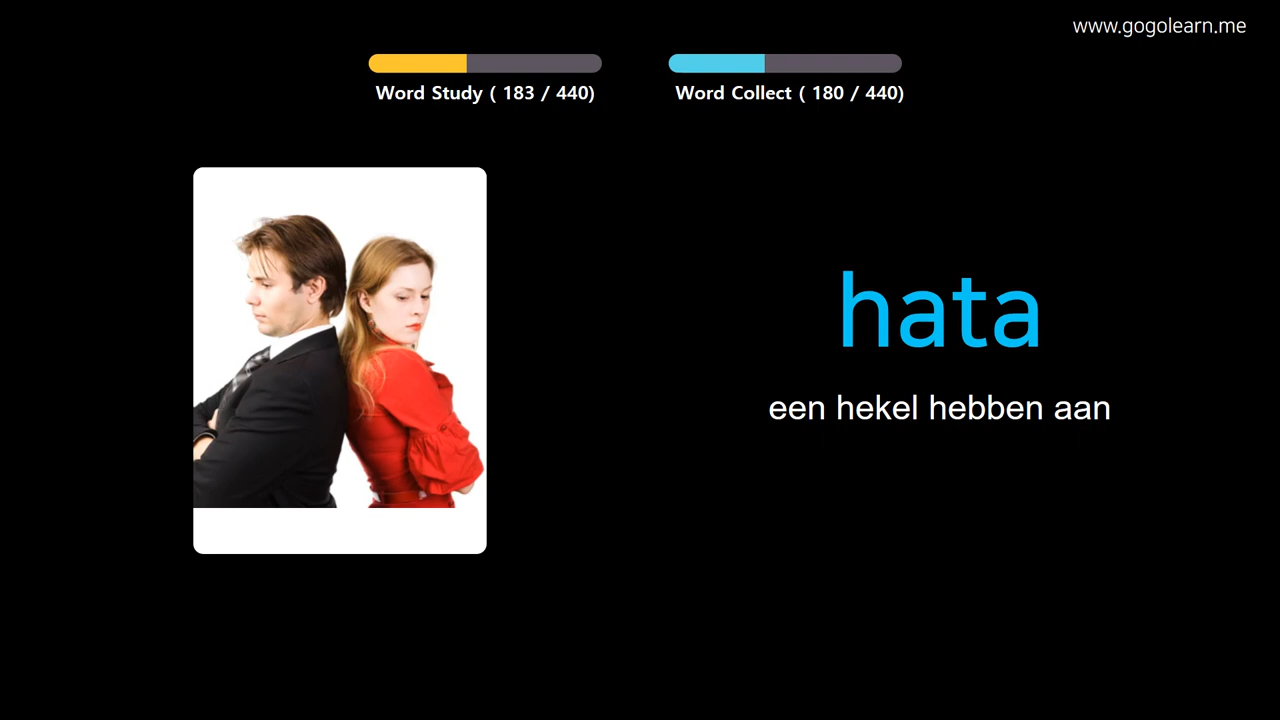 www.gogolearn.me
Word Study ( 183 / 440)
Word Collect ( 180 / 440)
hata
een hekel hebben aan